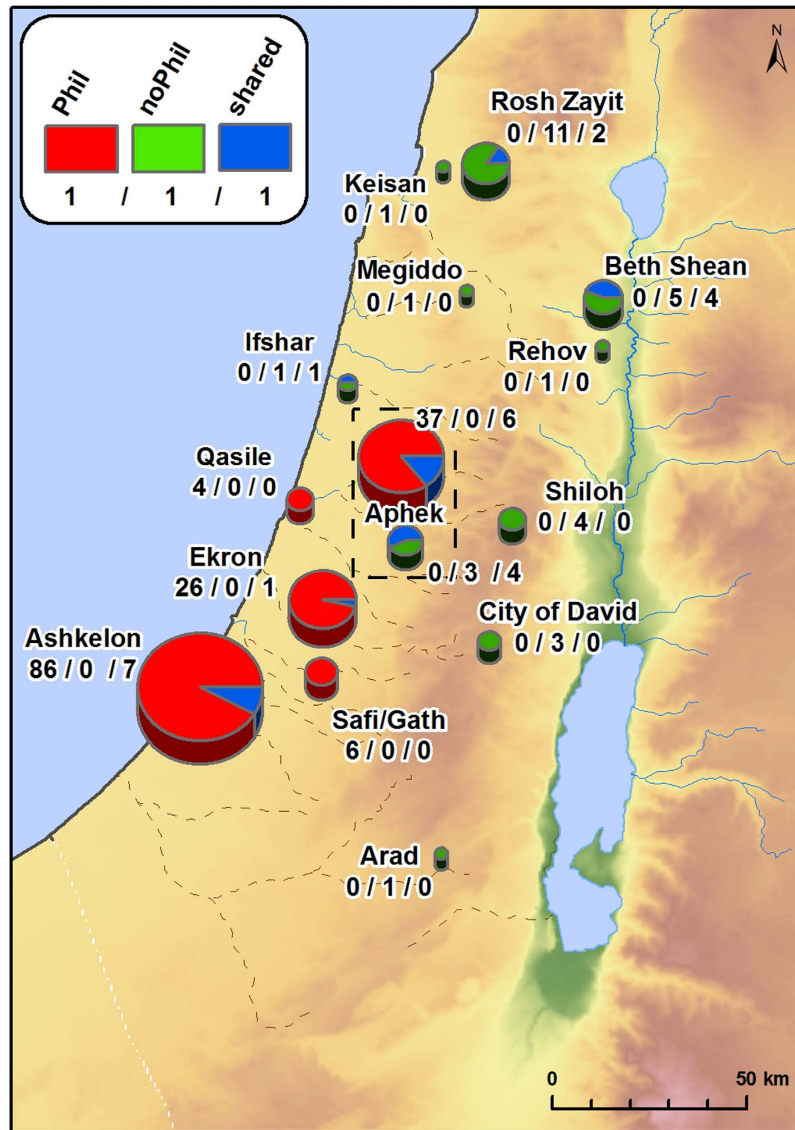 Phil noPhil shared
1 / 1 / 1
N
Rosh Zayit
0 / 11 / 2
Keisan
0 / 1 / 0
Megiddo
0 / 1 / 0
Beth Shean
0 / 5 / 4
Ifshar
0 / 1 / 1
Rehov
0 / 1 / 0
37 / 0 / 6
Qasile
4 / 0 / 0
Aphek
0 / 3 / 4
Shiloh
0 / 4 / 0
Ekron
26 / 0 / 1
City of David
0 / 3 / 0
Ashkelon
86 / 0 / 7
Safi/Gath
6 / 0 / 0
Arad
0 / 1 / 0
0 50 km